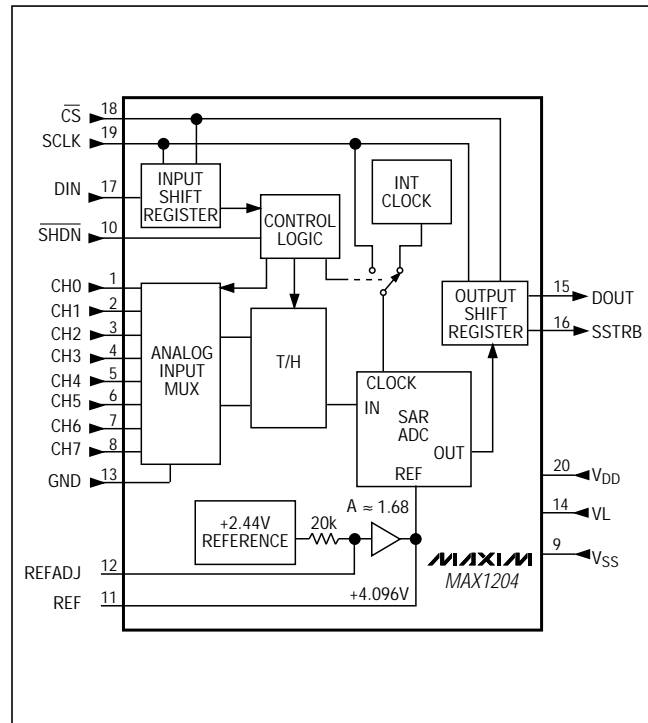 CS 18
SCLK 19
DIN 17
SHDN 10
CH0 1
CH1 2
CH2 3
CH3 4
CH4 5
CH5 6
CH6 7
CH7 8
GND 13
REFADJ 12
REF 11
INPUT
SHIFT
REGISTER
CONTROL
LOGIC
INT
CLOCK
ANALOG
INPUT
MUX
T/H
CLOCK
IN
SAR
ADC
OUT
REF
OUTPUT
SHIFT
REGISTER
15 DOUT
16 SSTRB
20 VDD
14 VL
9 VSS
+2.44V
REFERENCE
20k
A ≈ 1.68
+4.096V
MAXIM
MAX1204